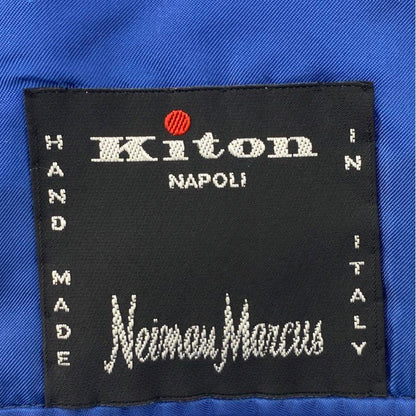 Kiton
NAPOLI
HAND MADE
IN ITALY
Neiman Marcus